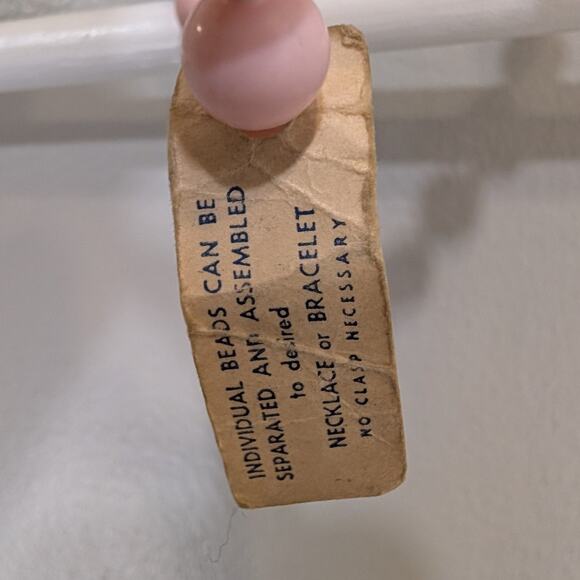 INDIVIDUAL BEADS CAN BE
SEPARATED AND ASSEMBLED
to desired
NECKLACE or BRACELET
NO CLASP NECESSARY